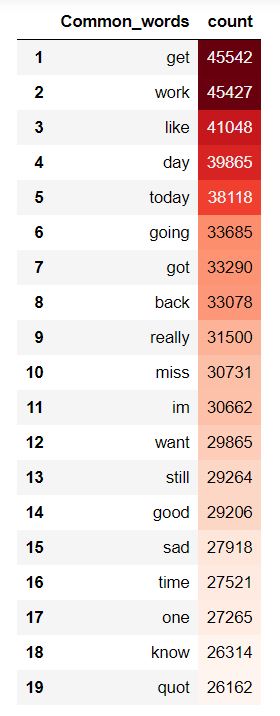 Common_words count
1 get 45542
2 work 45427
3 like 41048
4 day 39865
5 today 38118
6 going 33685
7 got 33290
8 back 33078
9 really 31500
10 miss 30731
11 im 30662
12 want 29865
13 still 29264
14 good 29206
15 sad 27918
16 time 27521
17 one 27265
18 know 26314
19 quot 26162